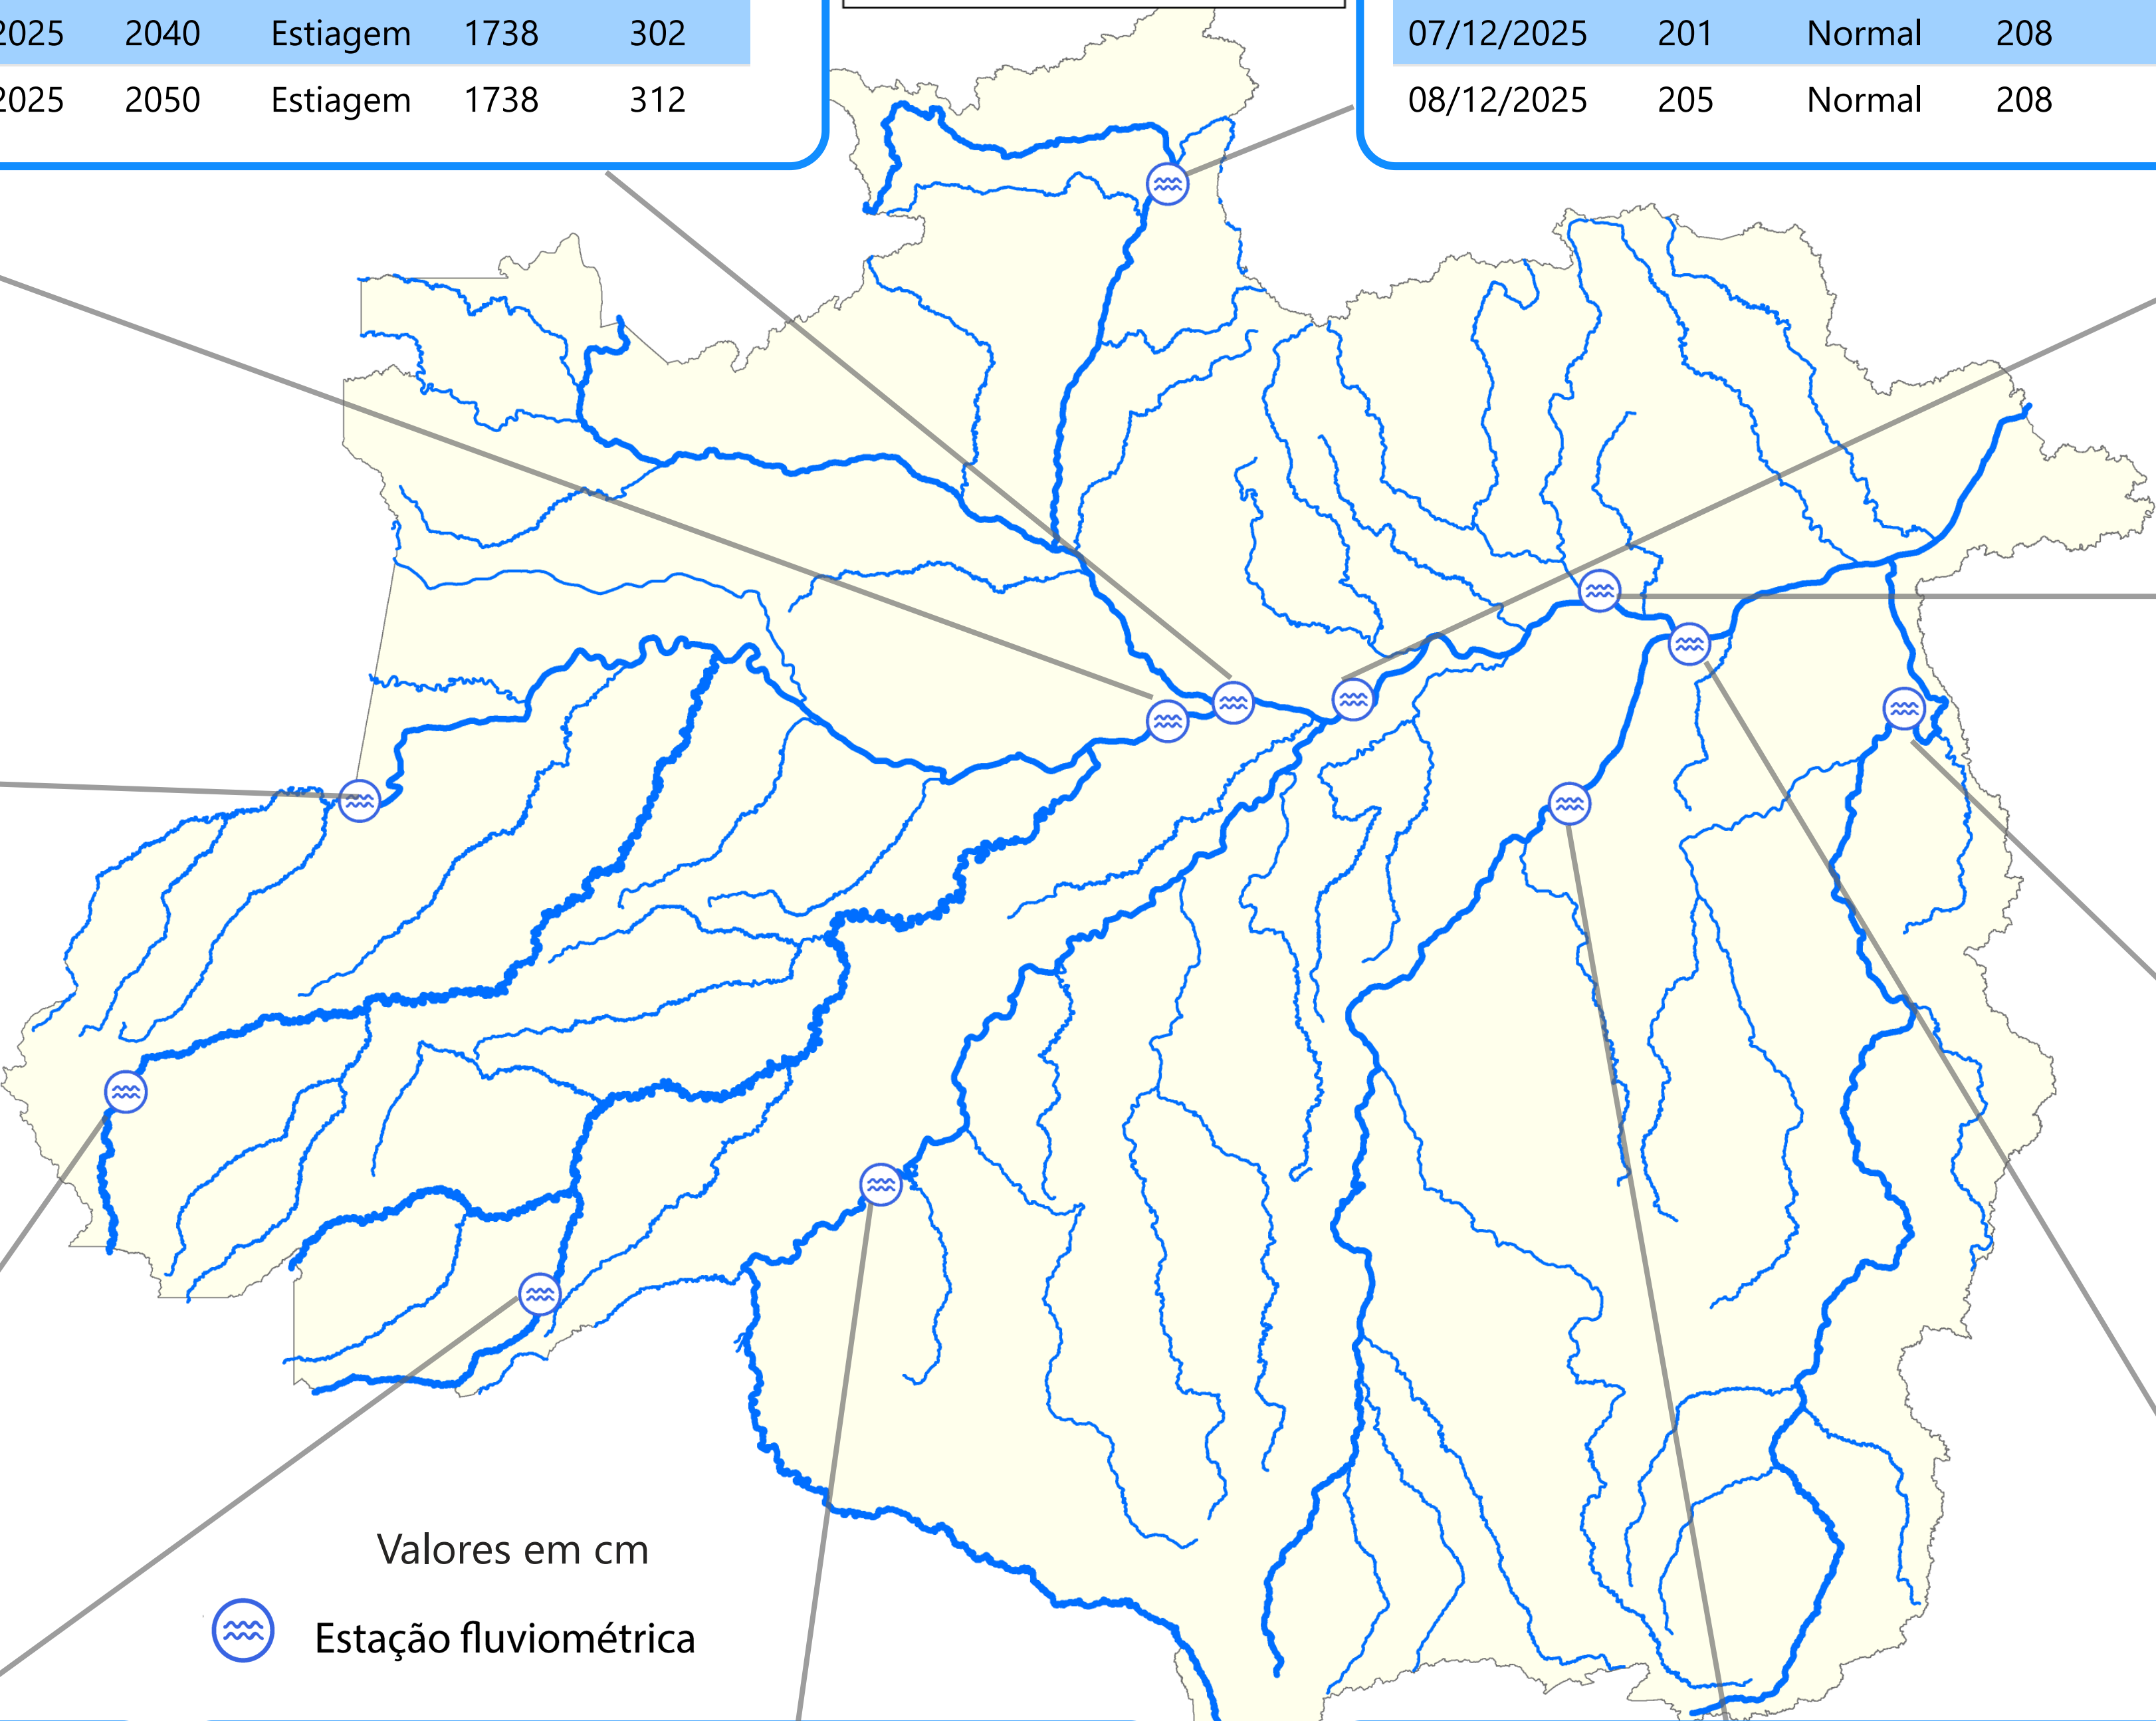 2025 2040 Estiagem 1738 302
2025 2050 Estiagem 1738 312
07/12/2025 201 Normal 208
08/12/2025 205 Normal 208
Valores em cm
Estação fluviométrica